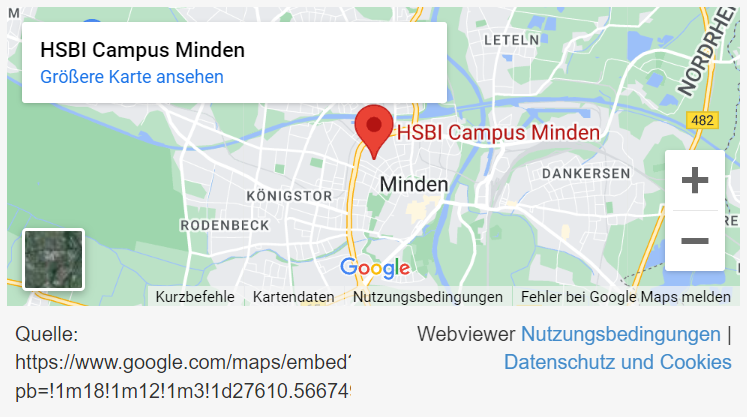 M
HSBI Campus Minden
Größere Karte ansehen
LETELN
NORDRHEI
482
HSBI Campus Minden
Minden
DANKERSEN
KÖNIGSTOR
RODENBECK
+
−
Google
Kurzbefehle Kartendaten Nutzungsbedingungen Fehler bei Google Maps melden
Quelle:
https://www.google.com/maps/embed?
pb=!1m18!1m12!1m3!1d27610.566749
Webviewer Nutzungsbedingungen |
Datenschutz und Cookies